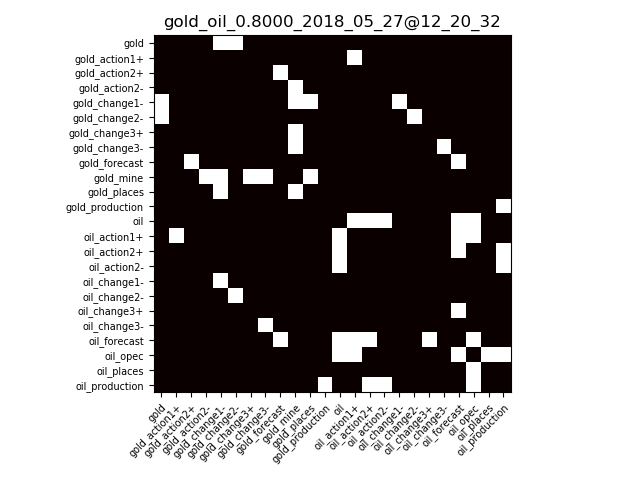 gold_oil_0.8000_2018_05_27@12_20_32
gold
gold_action1+
gold_action2+
gold_action2-
gold_change1-
gold_change2-
gold_change3+
gold_change3-
gold_forecast
gold_mine
gold_places
gold_production
oil
oil_action1+
oil_action2+
oil_action2-
oil_change1-
oil_change2-
oil_change3+
oil_change3-
oil_forecast
oil_opec
oil_places
oil_production
gold
gold_action1+
gold_action2+
gold_action2-
gold_change1-
gold_change2-
gold_change3+
gold_change3-
gold_forecast
gold_mine
gold_places
gold_production
oil
oil_action1+
oil_action2+
oil_action2-
oil_change1-
oil_change2-
oil_change3+
oil_change3-
oil_forecast
oil_opec
oil_places
oil_production